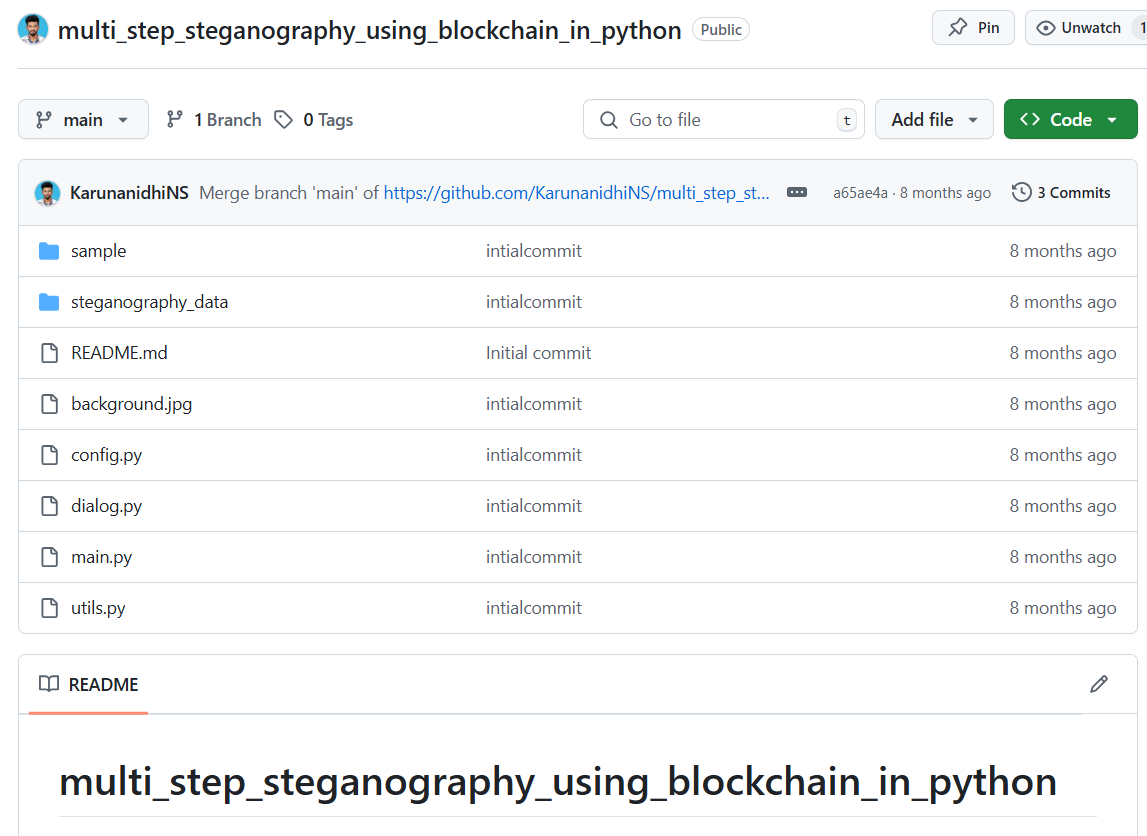 multi_step_steganography_using_blockchain_in_python Public Pin Unwatch 1
main 1 Branch 0 Tags Go to file t Add file Code
KarunanidhiNS Merge branch 'main' of https://github.com/KarunanidhiNS/multi_step_st... a65ae4a · 8 months ago 3 Commits
sample intialcommit 8 months ago
steganography_data intialcommit 8 months ago
README.md Initial commit 8 months ago
background.jpg intialcommit 8 months ago
config.py intialcommit 8 months ago
dialog.py intialcommit 8 months ago
main.py intialcommit 8 months ago
utils.py intialcommit 8 months ago
README
multi_step_steganography_using_blockchain_in_python